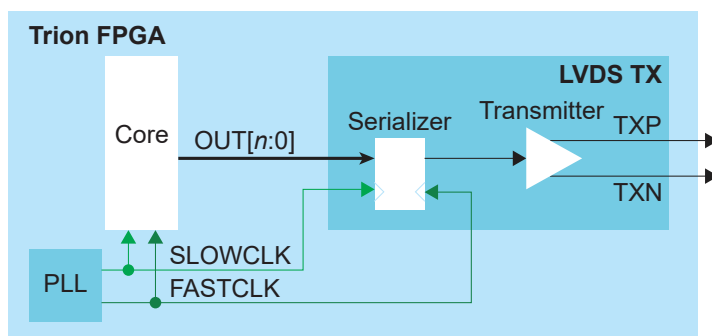 Trion FPGA
LVDS TX
Core
OUT[n:0]
Serializer
Transmitter
TXP
TXN
PLL
SLOWCLK
FASTCLK